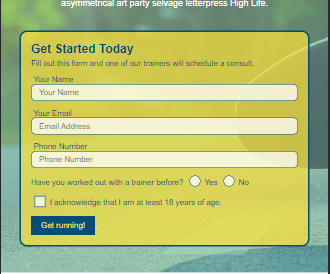 asymmetrical art party selvage letterpress High Life.
Get Started Today
Fill out this form and one of our trainers will schedule a consult.
Your Name
Your Name
Your Email
Email Address
Phone Number
Phone Number
Have you worked out with a trainer before? Yes No
I acknowledge that I am at least 18 years of age.
Get running!